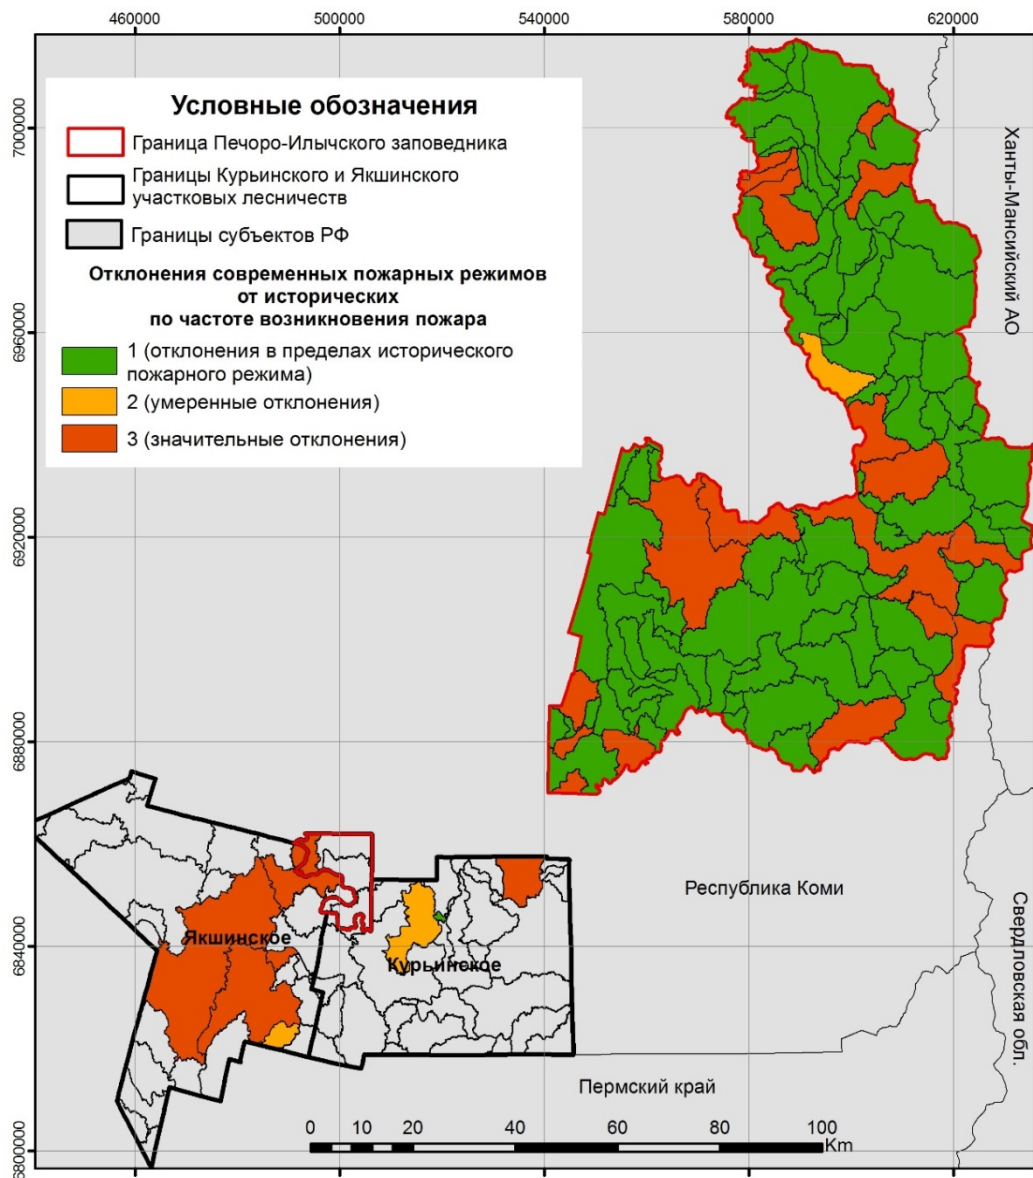 460000
500000
540000
580000
620000
Условные обозначения
Граница Печоро-Илычского заповедника
Границы Курьинского и Якшинского
участковых лесничеств
Границы субъектов РФ
Отклонения современных пожарных режимов
от исторических
по частоте возникновения пожара
1 (отклонения в пределах исторического
пожарного режима)
2 (умеренные отклонения)
3 (значительные отклонения)
7000000
6960000
6920000
6880000
6840000
6800000
Ханты-Мансийский АО
Республика Коми
Свердловская обл.
Якшинское
Курьинское
Пермский край
0 10 20 40 60 80 100
Km